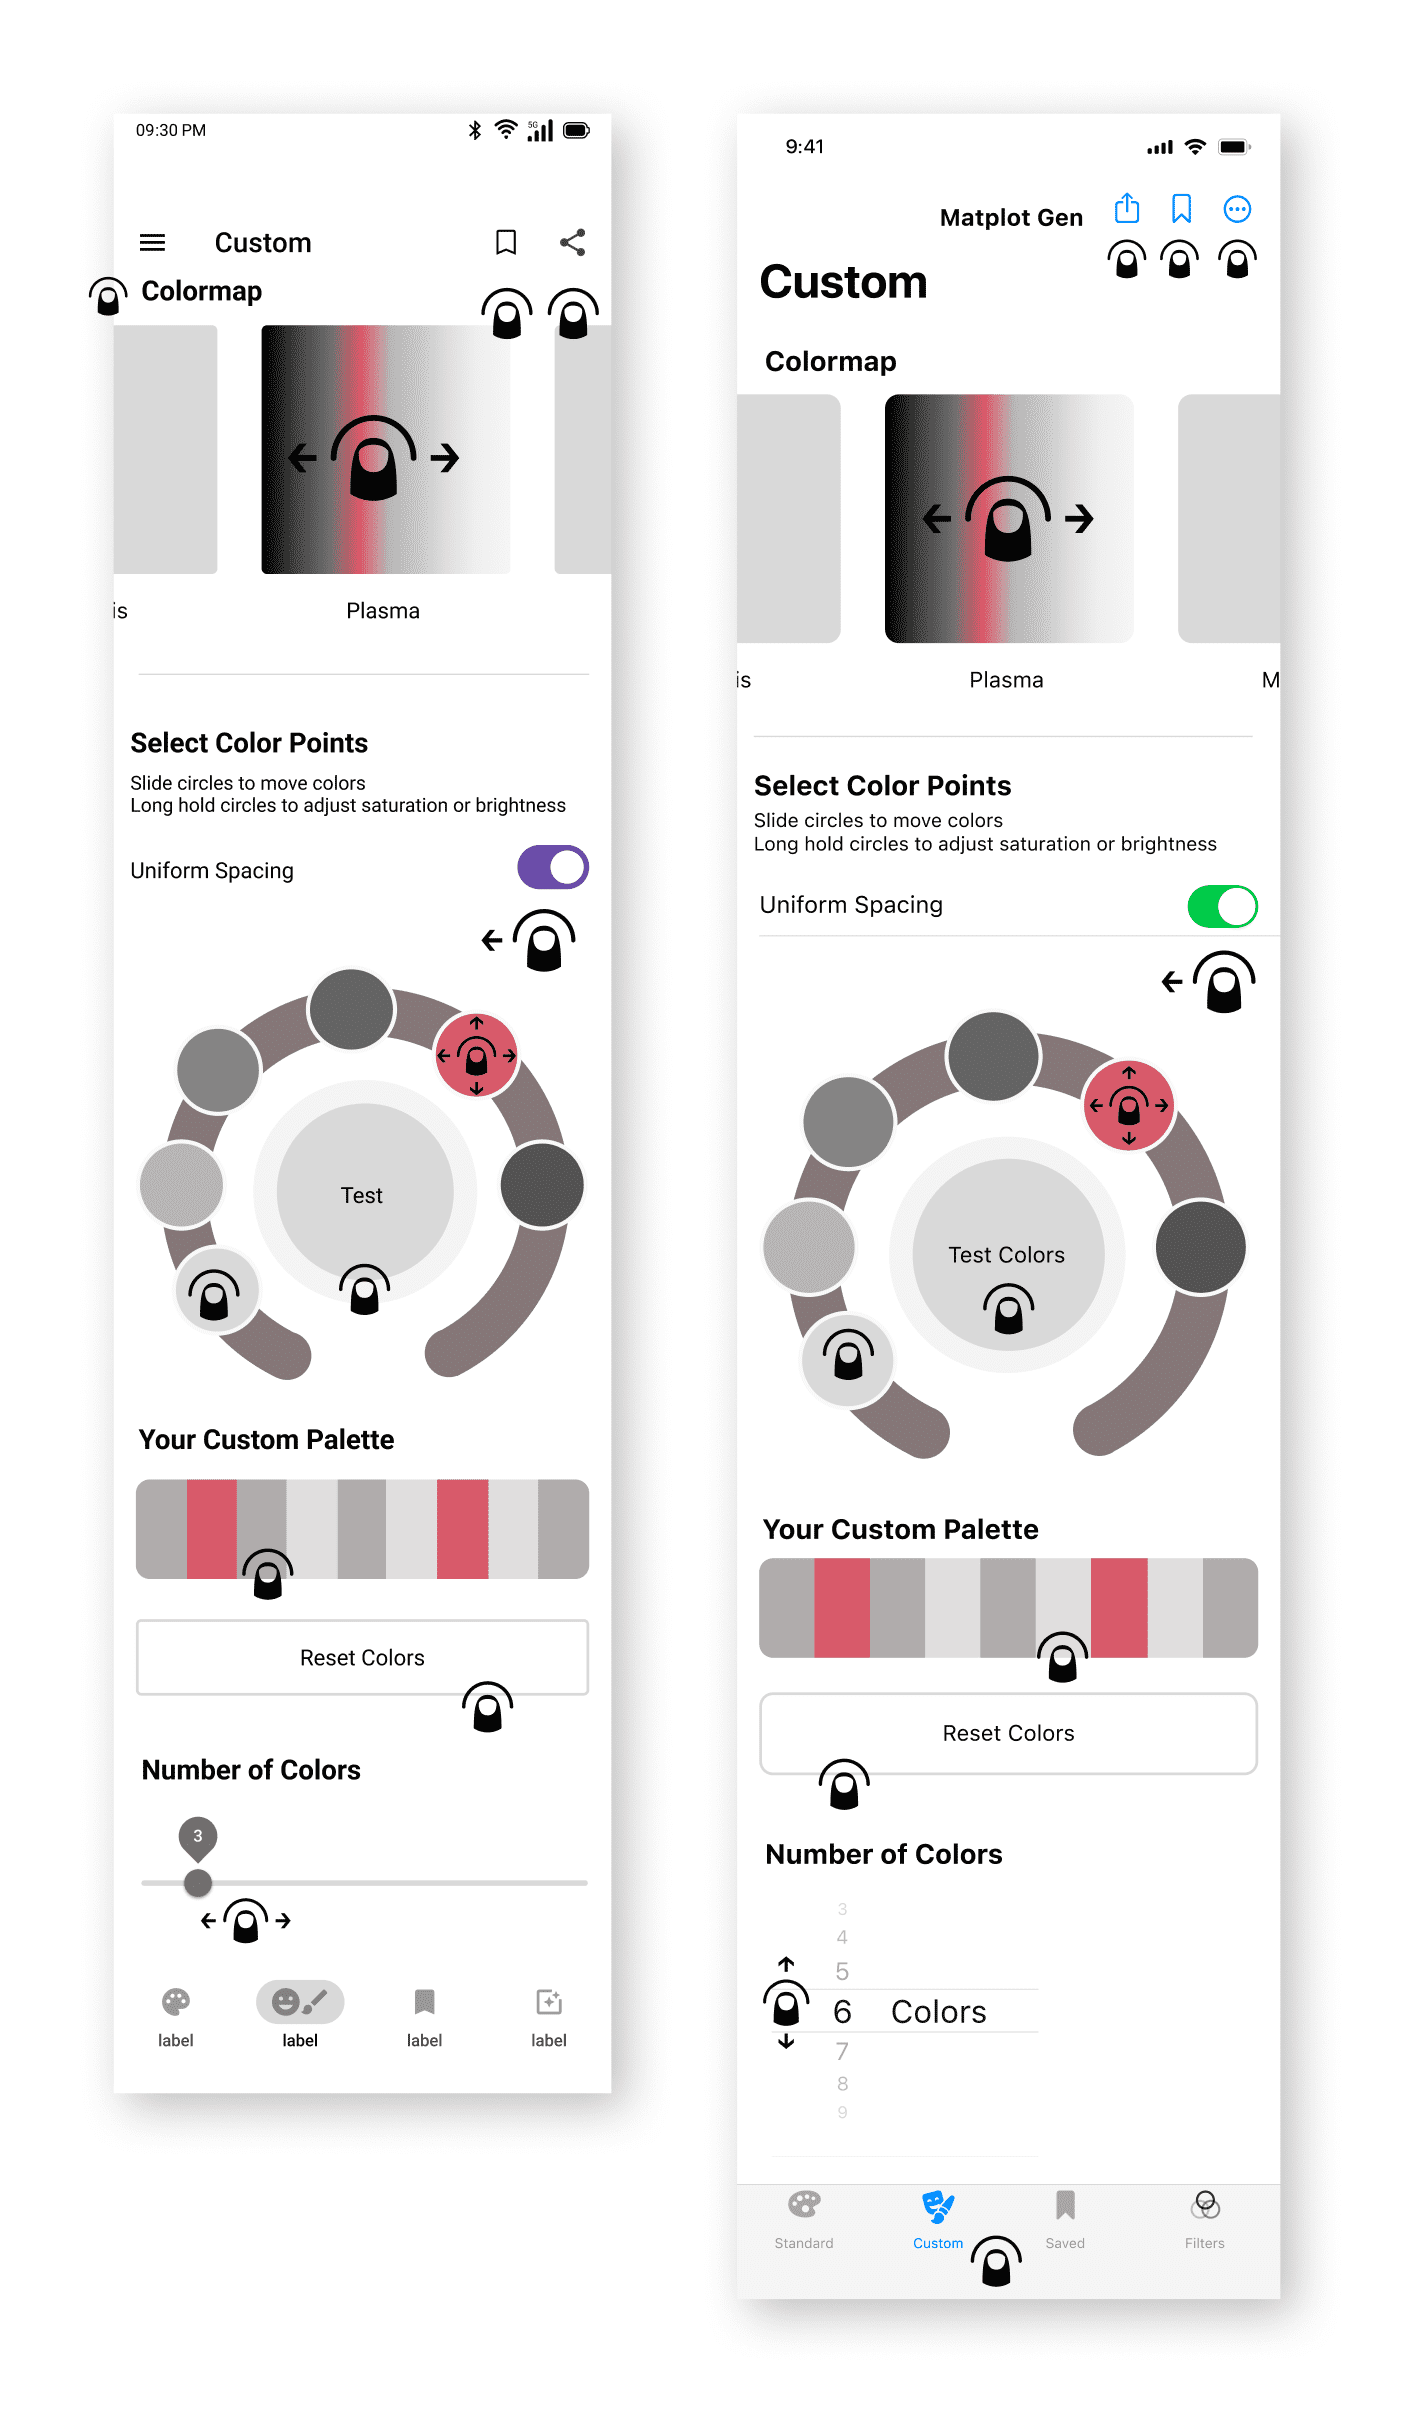 09:30 PM
5G
Custom
Colormap
is
Plasma
Select Color Points
Slide circles to move colors
Long hold circles to adjust saturation or brightness
Uniform Spacing
Test
Your Custom Palette
Reset Colors
Number of Colors
3
label
label
label
label
9:41
Matplot Gen
Custom
Colormap
is
Plasma
M
Select Color Points
Slide circles to move colors
Long hold circles to adjust saturation or brightness
Uniform Spacing
Test Colors
Your Custom Palette
Reset Colors
Number of Colors
3
4
5
6 Colors
7
8
9
Standard
Custom
Saved
Filters